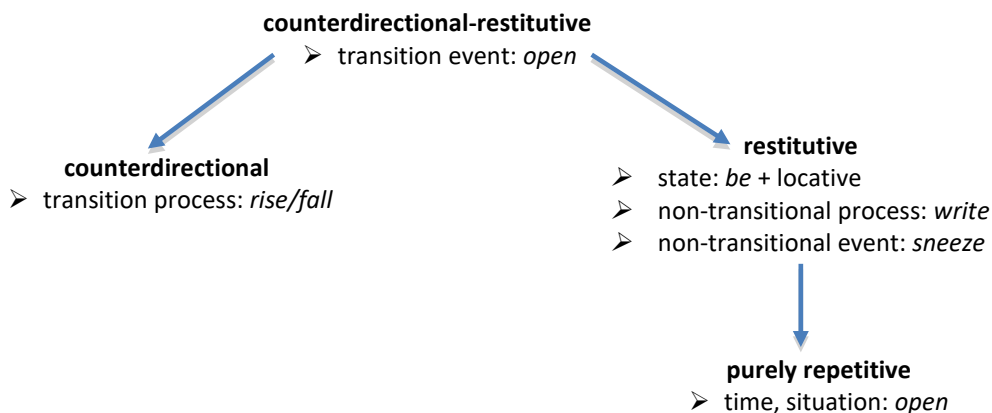 counterdirectional-restitutive
➢ transition event: open
counterdirectional
➢ transition process: rise/fall
restitutive
➢ state: be + locative
➢ non-transitional process: write
➢ non-transitional event: sneeze
purely repetitive
➢ time, situation: open